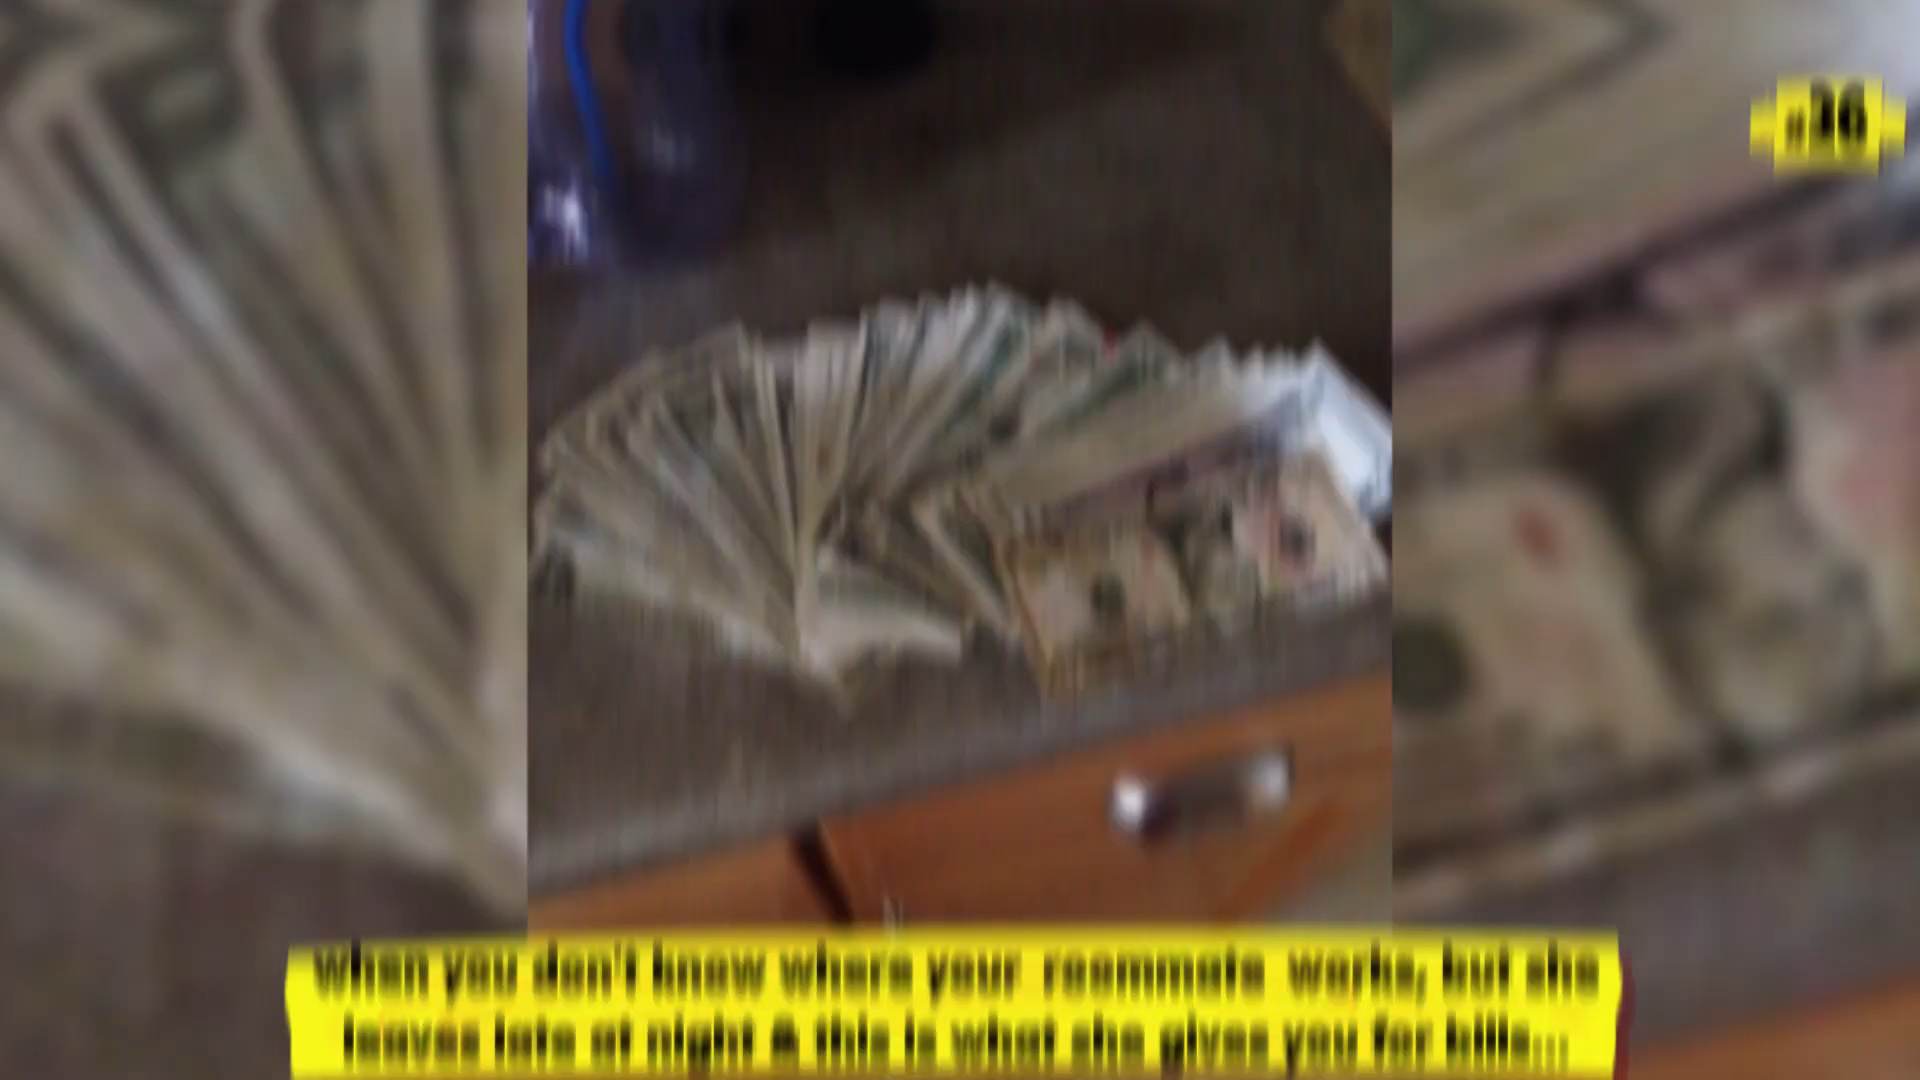 #36
when you don't know where your roommate works, but she
leaves late at night & this is what she gives you for bills...